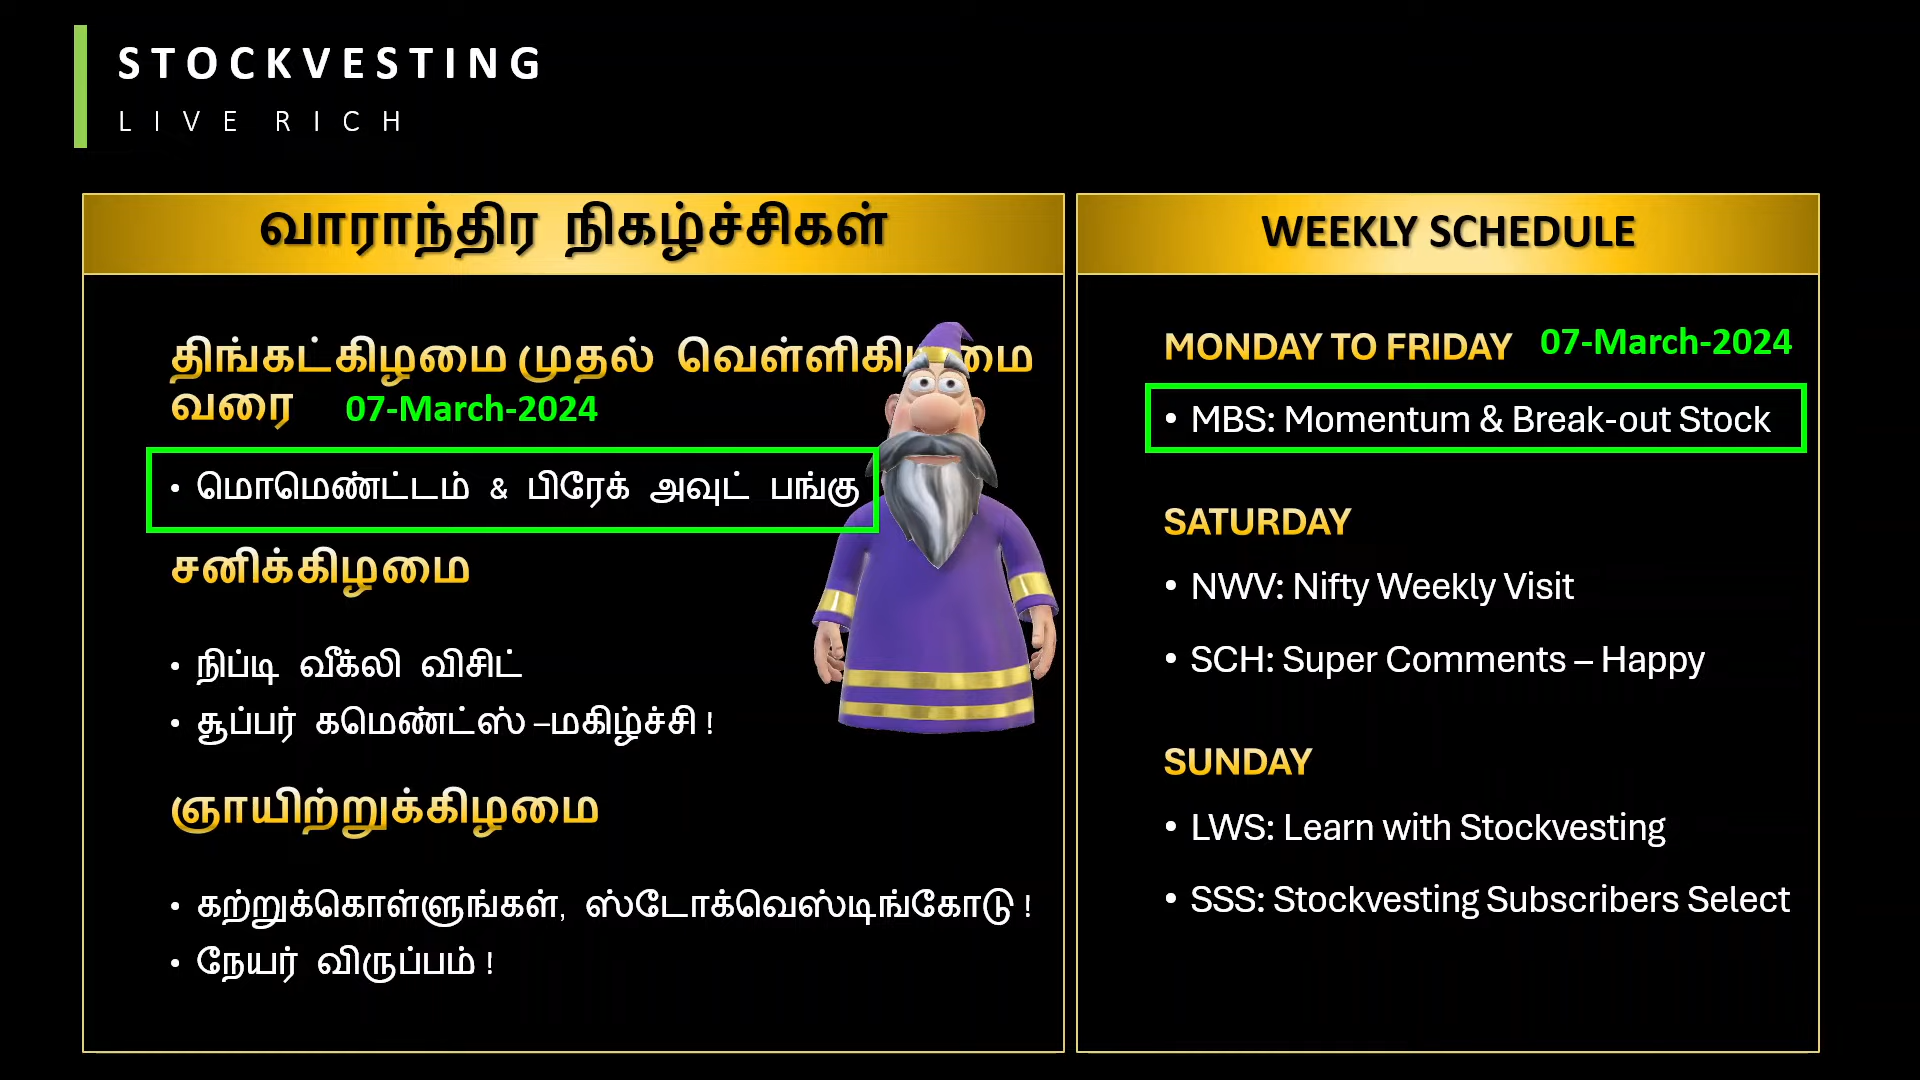 STOCKVESTING
LIVE RICH
வாராந்திர நிகழ்ச்சிகள்
திங்கட்கிழமை முதல் வெள்ளிகிழமை
வரை 07-March-2024
• மொமெண்ட்டம் & பிரேக் அவுட் பங்கு
சனிக்கிழமை
• நிப்டி வீக்லி விசிட்
• சூப்பர் கமெண்ட்ஸ் –மகிழ்ச்சி !
ஞாயிற்றுக்கிழமை
• கற்றுக்கொள்ளுங்கள், ஸ்டோக்வெஸ்டிங்கோடு !
• நேயர் விருப்பம் !
WEEKLY SCHEDULE
MONDAY TO FRIDAY 07-March-2024
• MBS: Momentum & Break-out Stock
SATURDAY
• NWV: Nifty Weekly Visit
• SCH: Super Comments – Happy
SUNDAY
• LWS: Learn with Stockvesting
• SSS: Stockvesting Subscribers Select